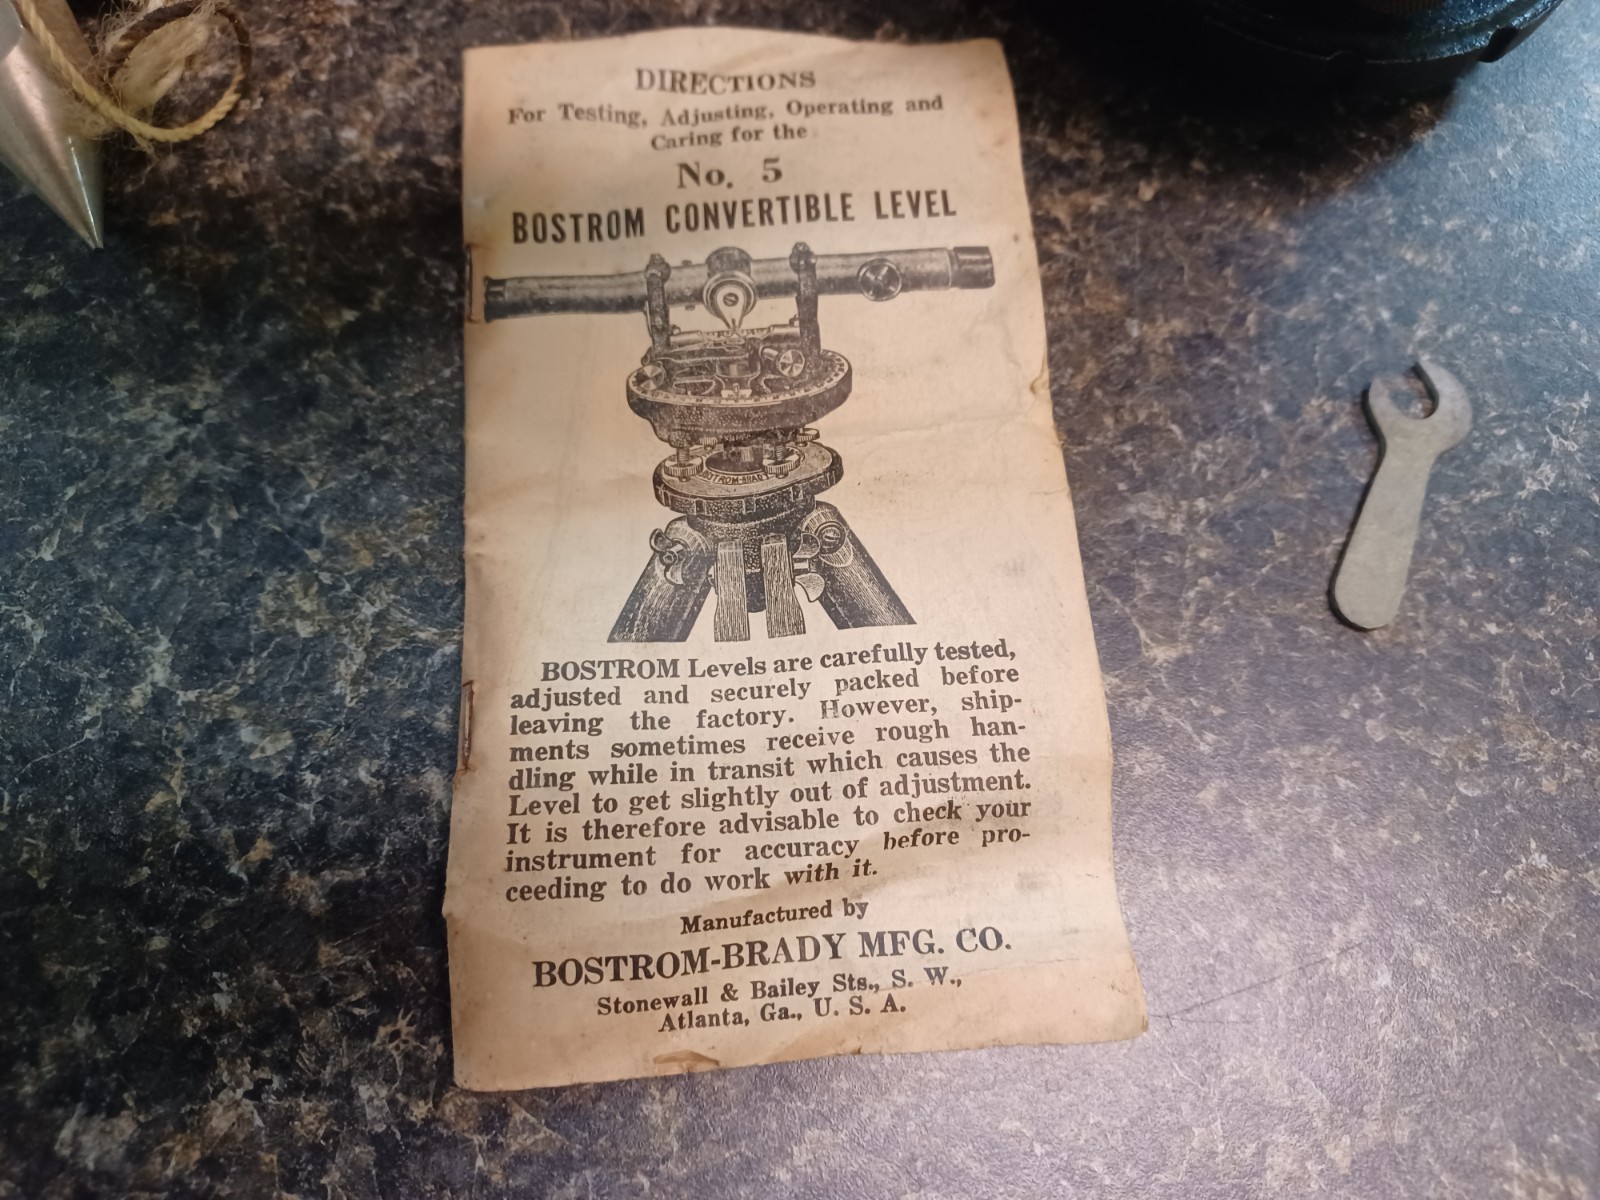 DIRECTIONS
For Testing, Adjusting, Operating and
Caring for the
No. 5
BOSTROM CONVERTIBLE LEVEL
BOSTROM-BRADY
BOSTROM Levels are carefully tested,
adjusted and securely packed before
leaving the factory. However, ship-
ments sometimes receive rough han-
dling while in transit which causes the
Level to get slightly out of adjustment.
It is therefore advisable to check your
instrument for accuracy before pro-
ceeding to do work with it.
Manufactured by
BOSTROM-BRADY MFG. CO.
Stonewall & Bailey Sts., S. W.,
Atlanta, Ga., U. S. A.